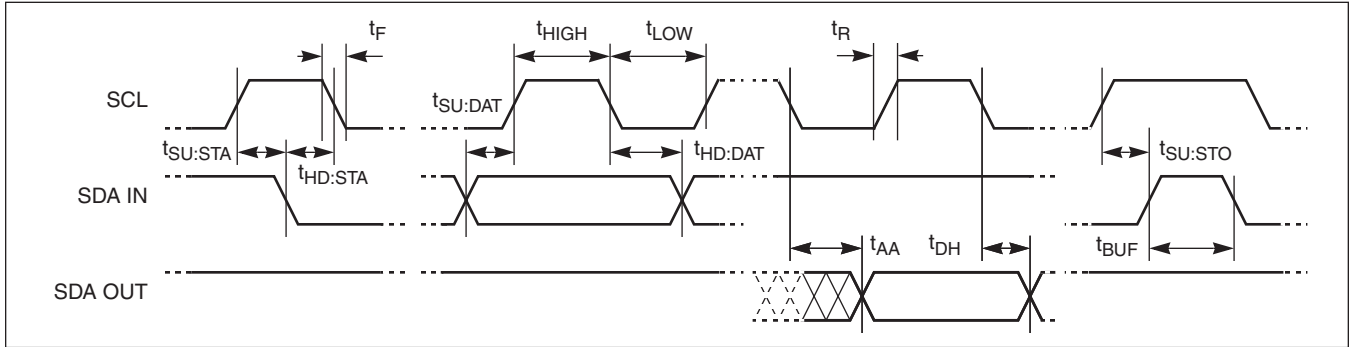 tF
tHIGH
tLOW
tR
SCL
tSU:DAT
tSU:STA
tHD:STA
tHD:DAT
tSU:STO
SDA IN
tAA
tDH
tBUF
SDA OUT